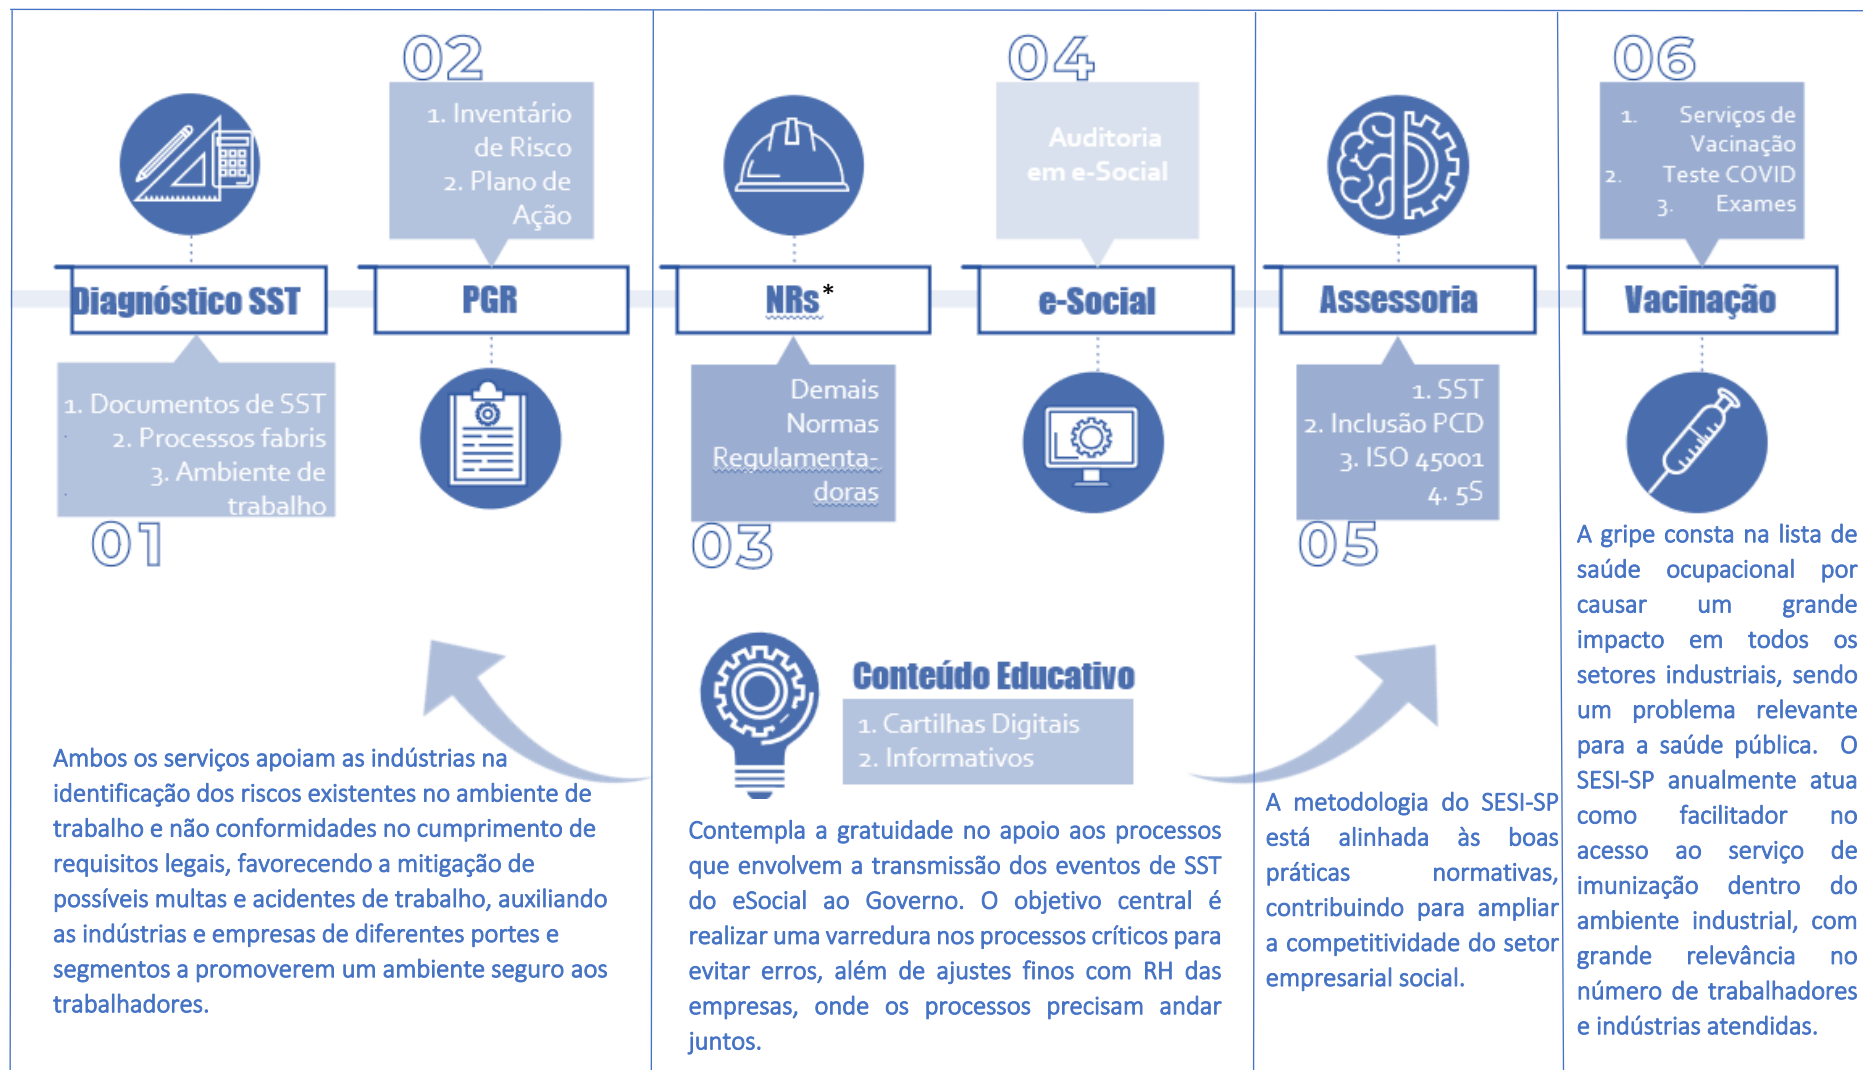 02
1. Inventário
de Risco
2. Plano de
Ação
Diagnóstico SST
PGR
1. Documentos de SST
2. Processos fabris
3. Ambiente de
trabalho
01
Ambos os serviços apoiam as indústrias na
identificação dos riscos existentes no ambiente de
trabalho e não conformidades no cumprimento de
requisitos legais, favorecendo a mitigação de
possíveis multas e acidentes de trabalho, auxiliando
as indústrias e empresas de diferentes portes e
segmentos a promoverem um ambiente seguro aos
trabalhadores.
04
Auditoria
em e-Social
NRs*
e-Social
Demais
Normas
Regulamenta-
doras
03
Conteúdo Educativo
1. Cartilhas Digitais
2. Informativos
Contempla a gratuidade no apoio aos processos
que envolvem a transmissão dos eventos de SST
do eSocial ao Governo. O objetivo central é
realizar uma varredura nos processos críticos para
evitar erros, além de ajustes finos com RH das
empresas, onde os processos precisam andar
juntos.
Assessoria
1. SST
2. Inclusão PCD
3. ISO 45001
4. 5S
05
A metodologia do SESI-SP
está alinhada às boas
práticas normativas,
contribuindo para ampliar
a competitividade do setor
empresarial social.
06
1. Serviços de
Vacinação
2. Teste COVID
3. Exames
Vacinação
A gripe consta na lista de
saúde ocupacional por
causar um grande
impacto em todos os
setores industriais, sendo
um problema relevante
para a saúde pública. O
SESI-SP anualmente atua
como facilitador no
acesso ao serviço de
imunização dentro do
ambiente industrial, com
grande relevância no
número de trabalhadores
e indústrias atendidas.